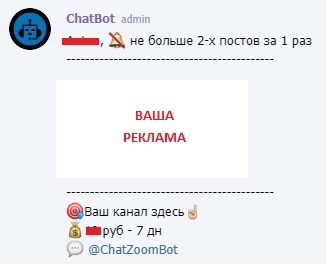 ChatBot admin
, 🔕 не больше 2-х постов за 1 раз
--------------------------------------------
ВАША
РЕКЛАМА
--------------------------------------------
🎯Ваш канал здесь☝🏼
💰 руб - 7 дн
💬 @ChatZoomBot